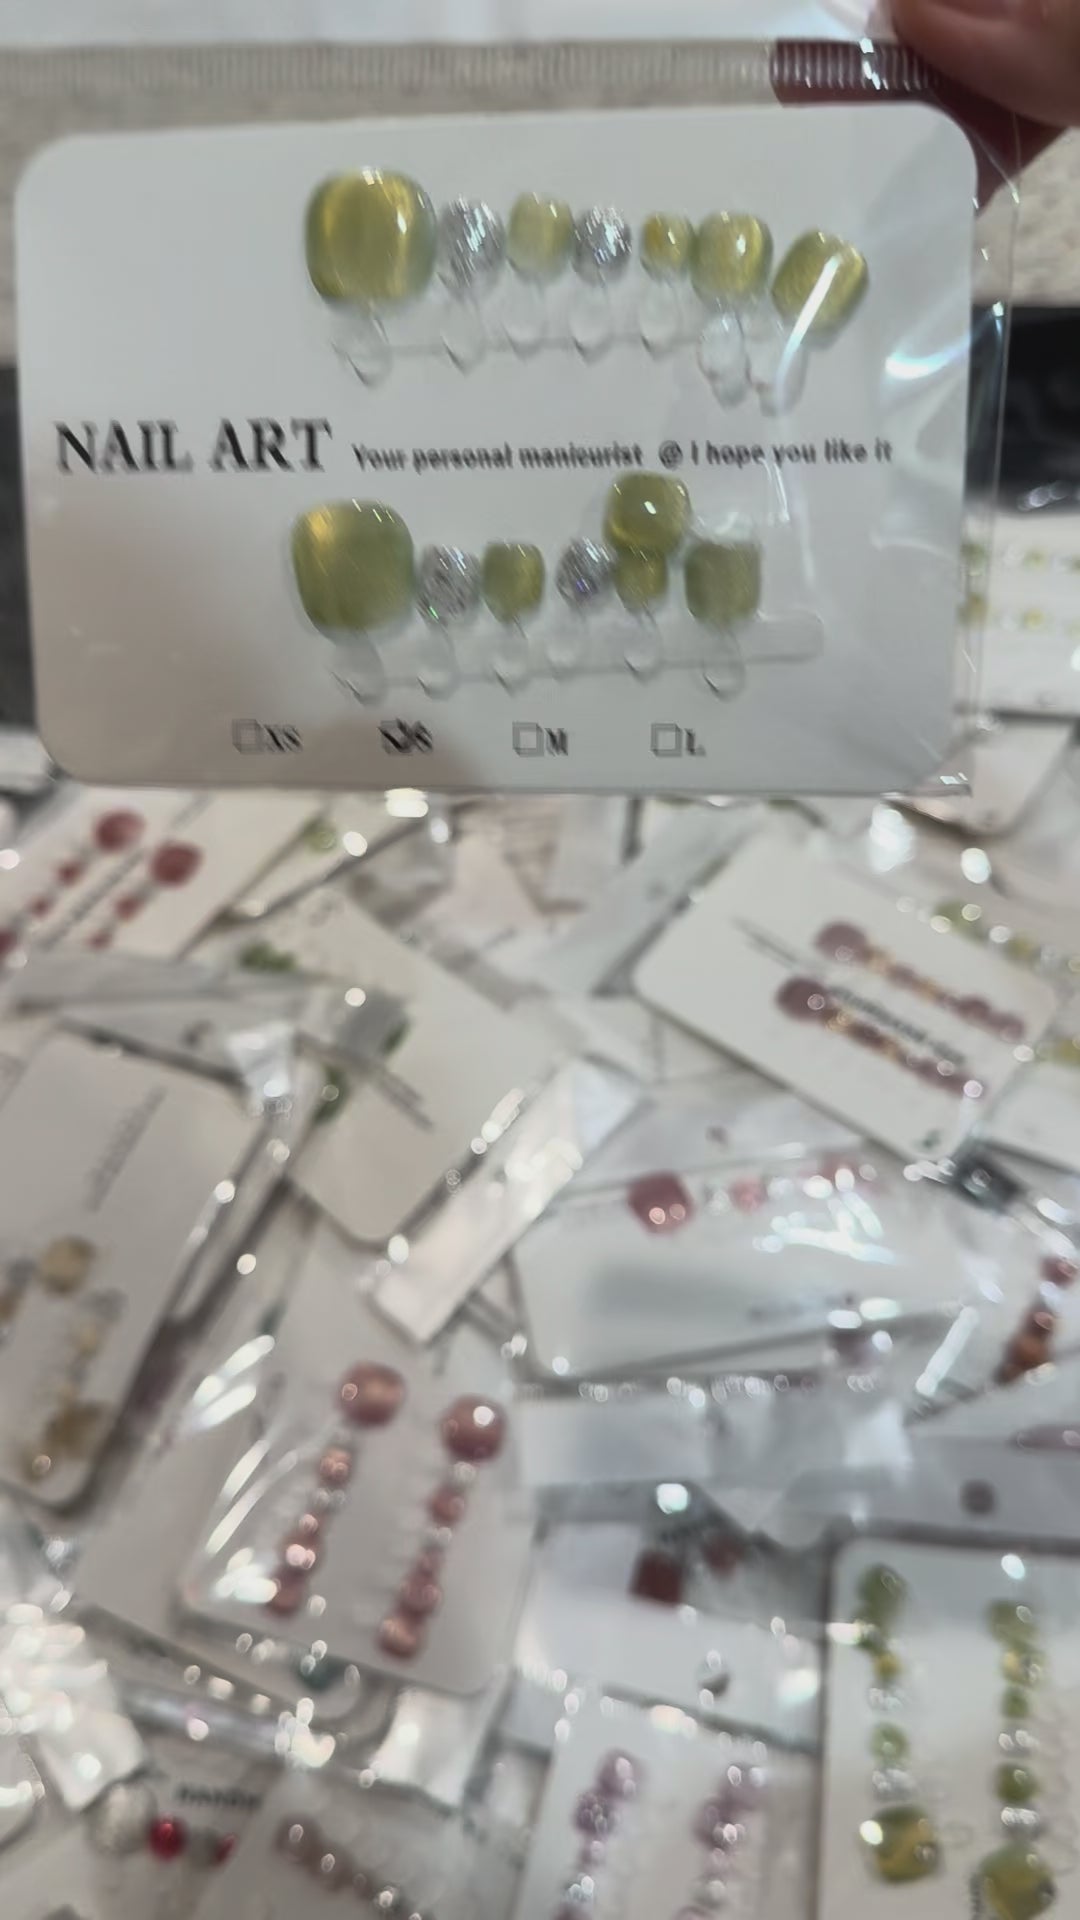 NAIL ART Your personal manicurist @ I hope you like it
XS S M L